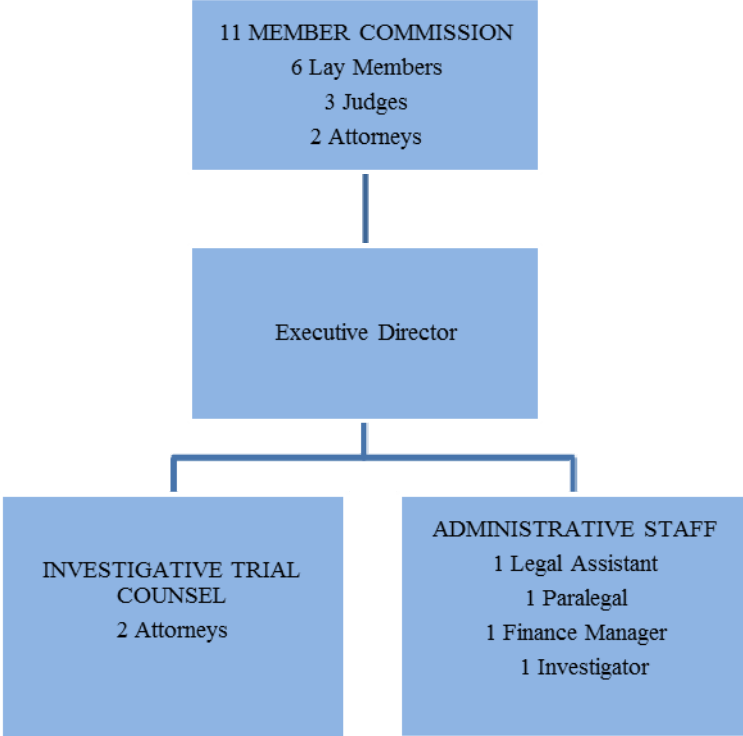 11 MEMBER COMMISSION
6 Lay Members
3 Judges
2 Attorneys
Executive Director
INVESTIGATIVE TRIAL
COUNSEL
2 Attorneys
ADMINISTRATIVE STAFF
1 Legal Assistant
1 Paralegal
1 Finance Manager
1 Investigator